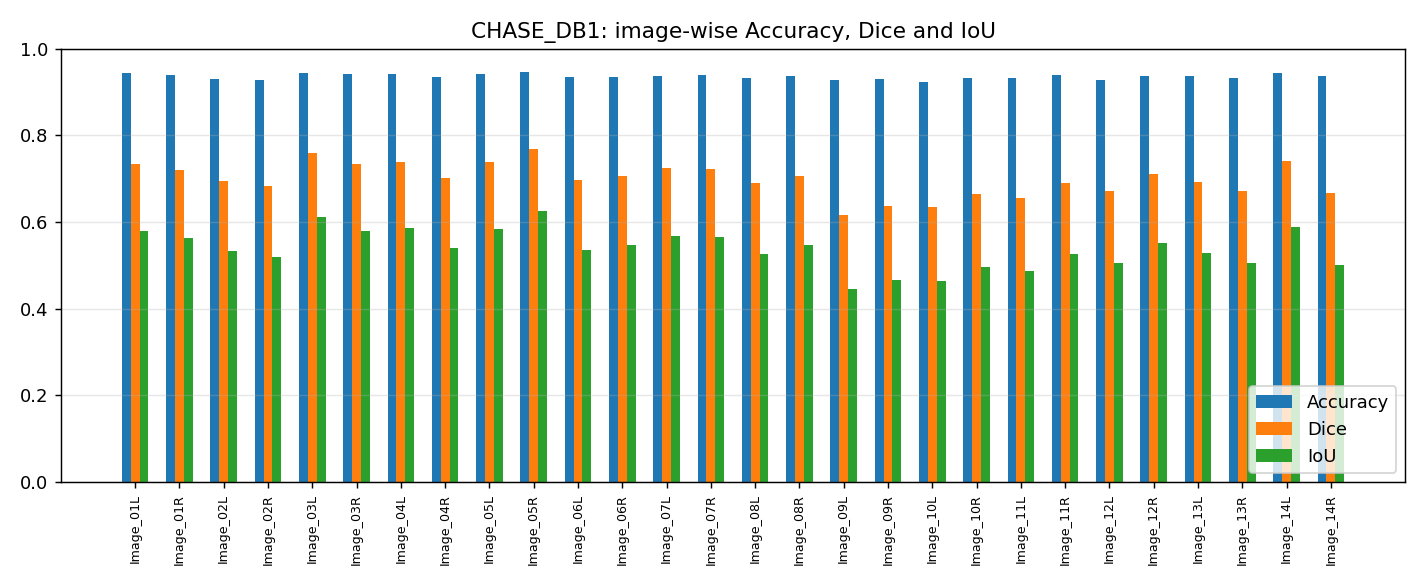 CHASE_DB1: image-wise Accuracy, Dice and IoU
1.0
0.8
0.6
0.4
0.2
0.0
Accuracy
Dice
IoU
Image_01L
Image_01R
Image_02L
Image_02R
Image_03L
Image_03R
Image_04L
Image_04R
Image_05L
Image_05R
Image_06L
Image_06R
Image_07L
Image_07R
Image_08L
Image_08R
Image_09L
Image_09R
Image_10L
Image_10R
Image_11L
Image_11R
Image_12L
Image_12R
Image_13L
Image_13R
Image_14L
Image_14R